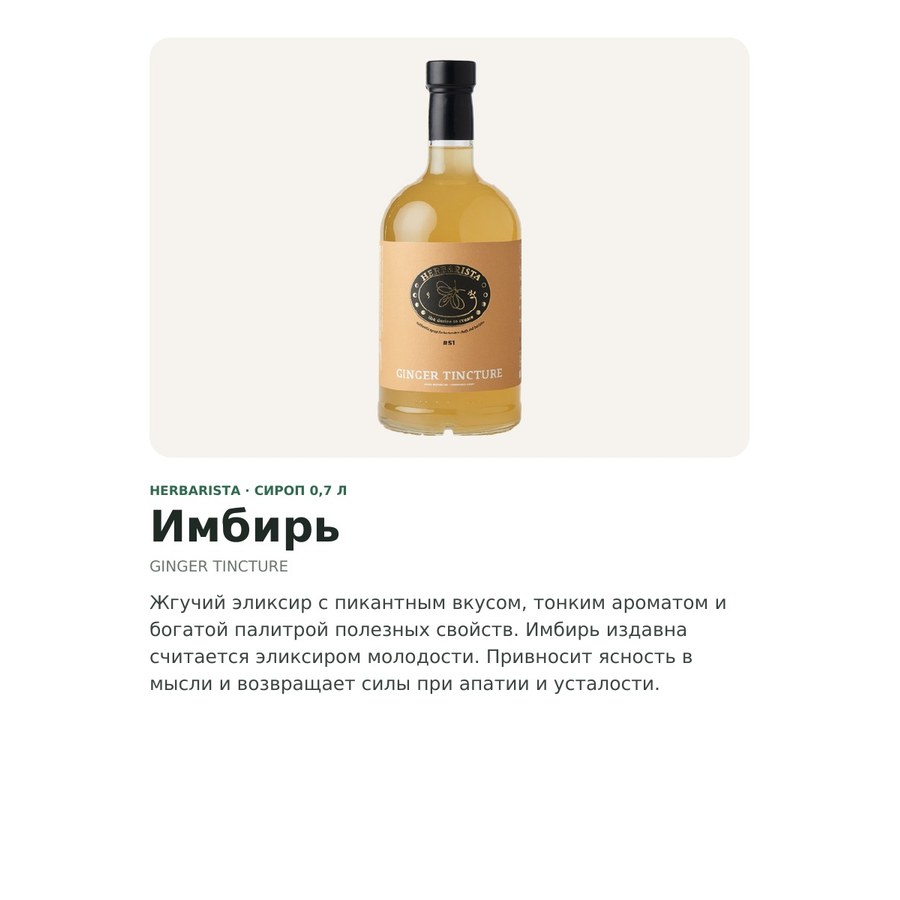 HERBARISTA
#51
GINGER TINCTURE
HERBARISTA · СИРОП 0,7 Л
Имбирь
GINGER TINCTURE
Жгучий эликсир с пикантным вкусом, тонким ароматом и
богатой палитрой полезных свойств. Имбирь издавна
считается эликсиром молодости. Привносит ясность в
мысли и возвращает силы при апатии и усталости.